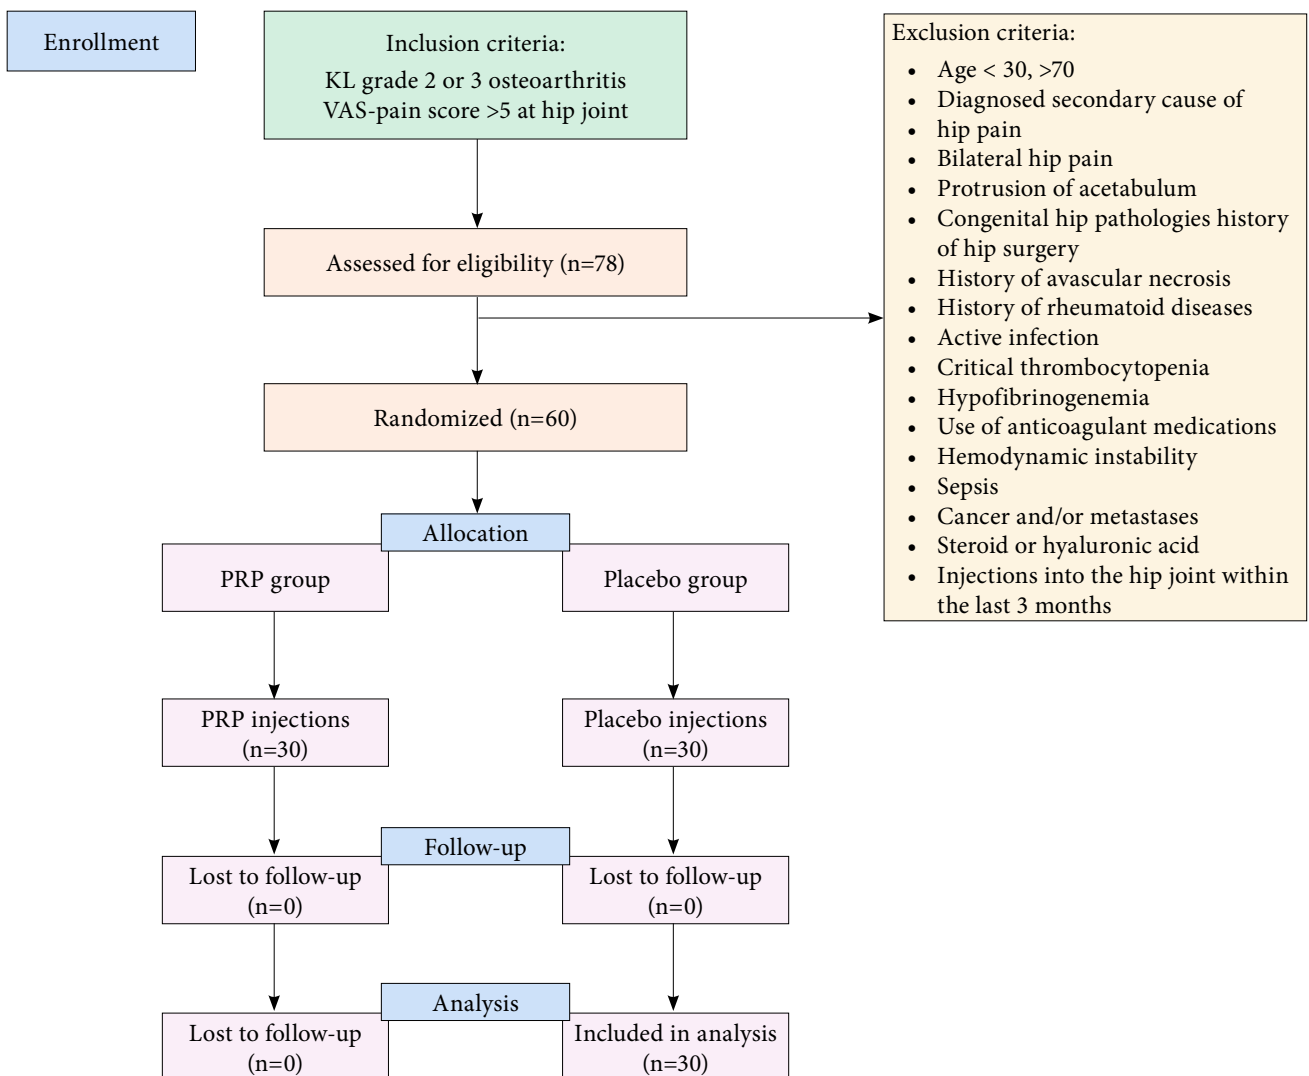 Enrollment
Inclusion criteria:
KL grade 2 or 3 osteoarthritis
VAS-pain score >5 at hip joint
Exclusion criteria:
• Age < 30, >70
• Diagnosed secondary cause of
• hip pain
• Bilateral hip pain
• Protrusion of acetabulum
• Congenital hip pathologies history
of hip surgery
• History of avascular necrosis
• History of rheumatoid diseases
• Active infection
• Critical thrombocytopenia
• Hypofibrinogenemia
• Use of anticoagulant medications
• Hemodynamic instability
• Sepsis
• Cancer and/or metastases
• Steroid or hyaluronic acid
• Injections into the hip joint within
the last 3 months
Assessed for eligibility (n=78)
Randomized (n=60)
Allocation
PRP group
Placebo group
PRP injections
(n=30)
Placebo injections
(n=30)
Follow-up
Lost to follow-up
(n=0)
Lost to follow-up
(n=0)
Analysis
Lost to follow-up
(n=0)
Included in analysis
(n=30)